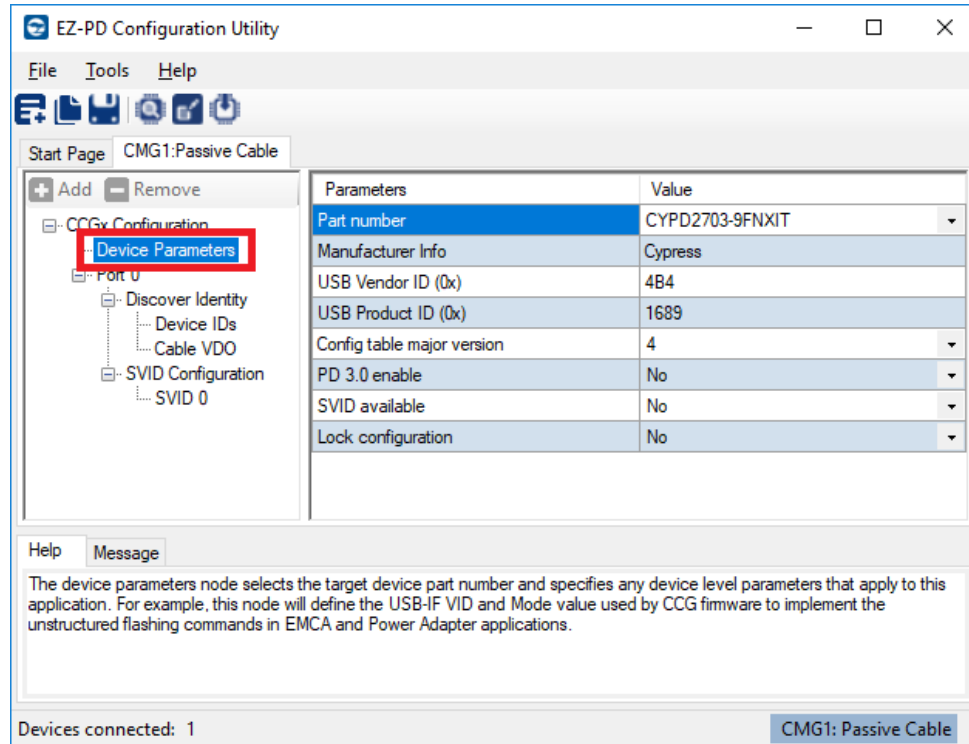 EZ-PD Configuration Utility
File Tools Help
Start Page CMG1:Passive Cable
Add Remove
CCGx Configuration
Device Parameters
Port 0
Discover Identity
Device IDs
Cable VDO
SVID Configuration
SVID 0
Parameters Value
Part number CYPD2703-9FNXIT
Manufacturer Info Cypress
USB Vendor ID (0x) 4B4
USB Product ID (0x) 1689
Config table major version 4
PD 3.0 enable No
SVID available No
Lock configuration No
Help Message
The device parameters node selects the target device part number and specifies any device level parameters that apply to this
application. For example, this node will define the USB-IF VID and Mode value used by CCG firmware to implement the
unstructured flashing commands in EMCA and Power Adapter applications.
Devices connected: 1 CMG1: Passive Cable